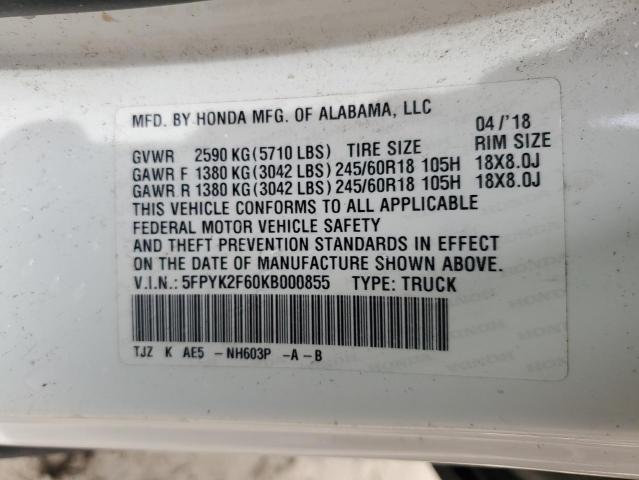 MFD. BY HONDA MFG. OF ALABAMA, LLC 04/'18
GVWR 2590 KG(5710 LBS) TIRE SIZE RIM SIZE
GAWR F 1380 KG(3042 LBS) 245/60R18 105H 18X8.0J
GAWR R 1380 KG(3042 LBS) 245/60R18 105H 18X8.0J
THIS VEHICLE CONFORMS TO ALL APPLICABLE
FEDERAL MOTOR VEHICLE SAFETY
AND THEFT PREVENTION STANDARDS IN EFFECT
ON THE DATE OF MANUFACTURE SHOWN ABOVE.
V.I.N.: 5FPYK2F60KB000855 TYPE: TRUCK
TJZ K AE5 -NH603P -A-B